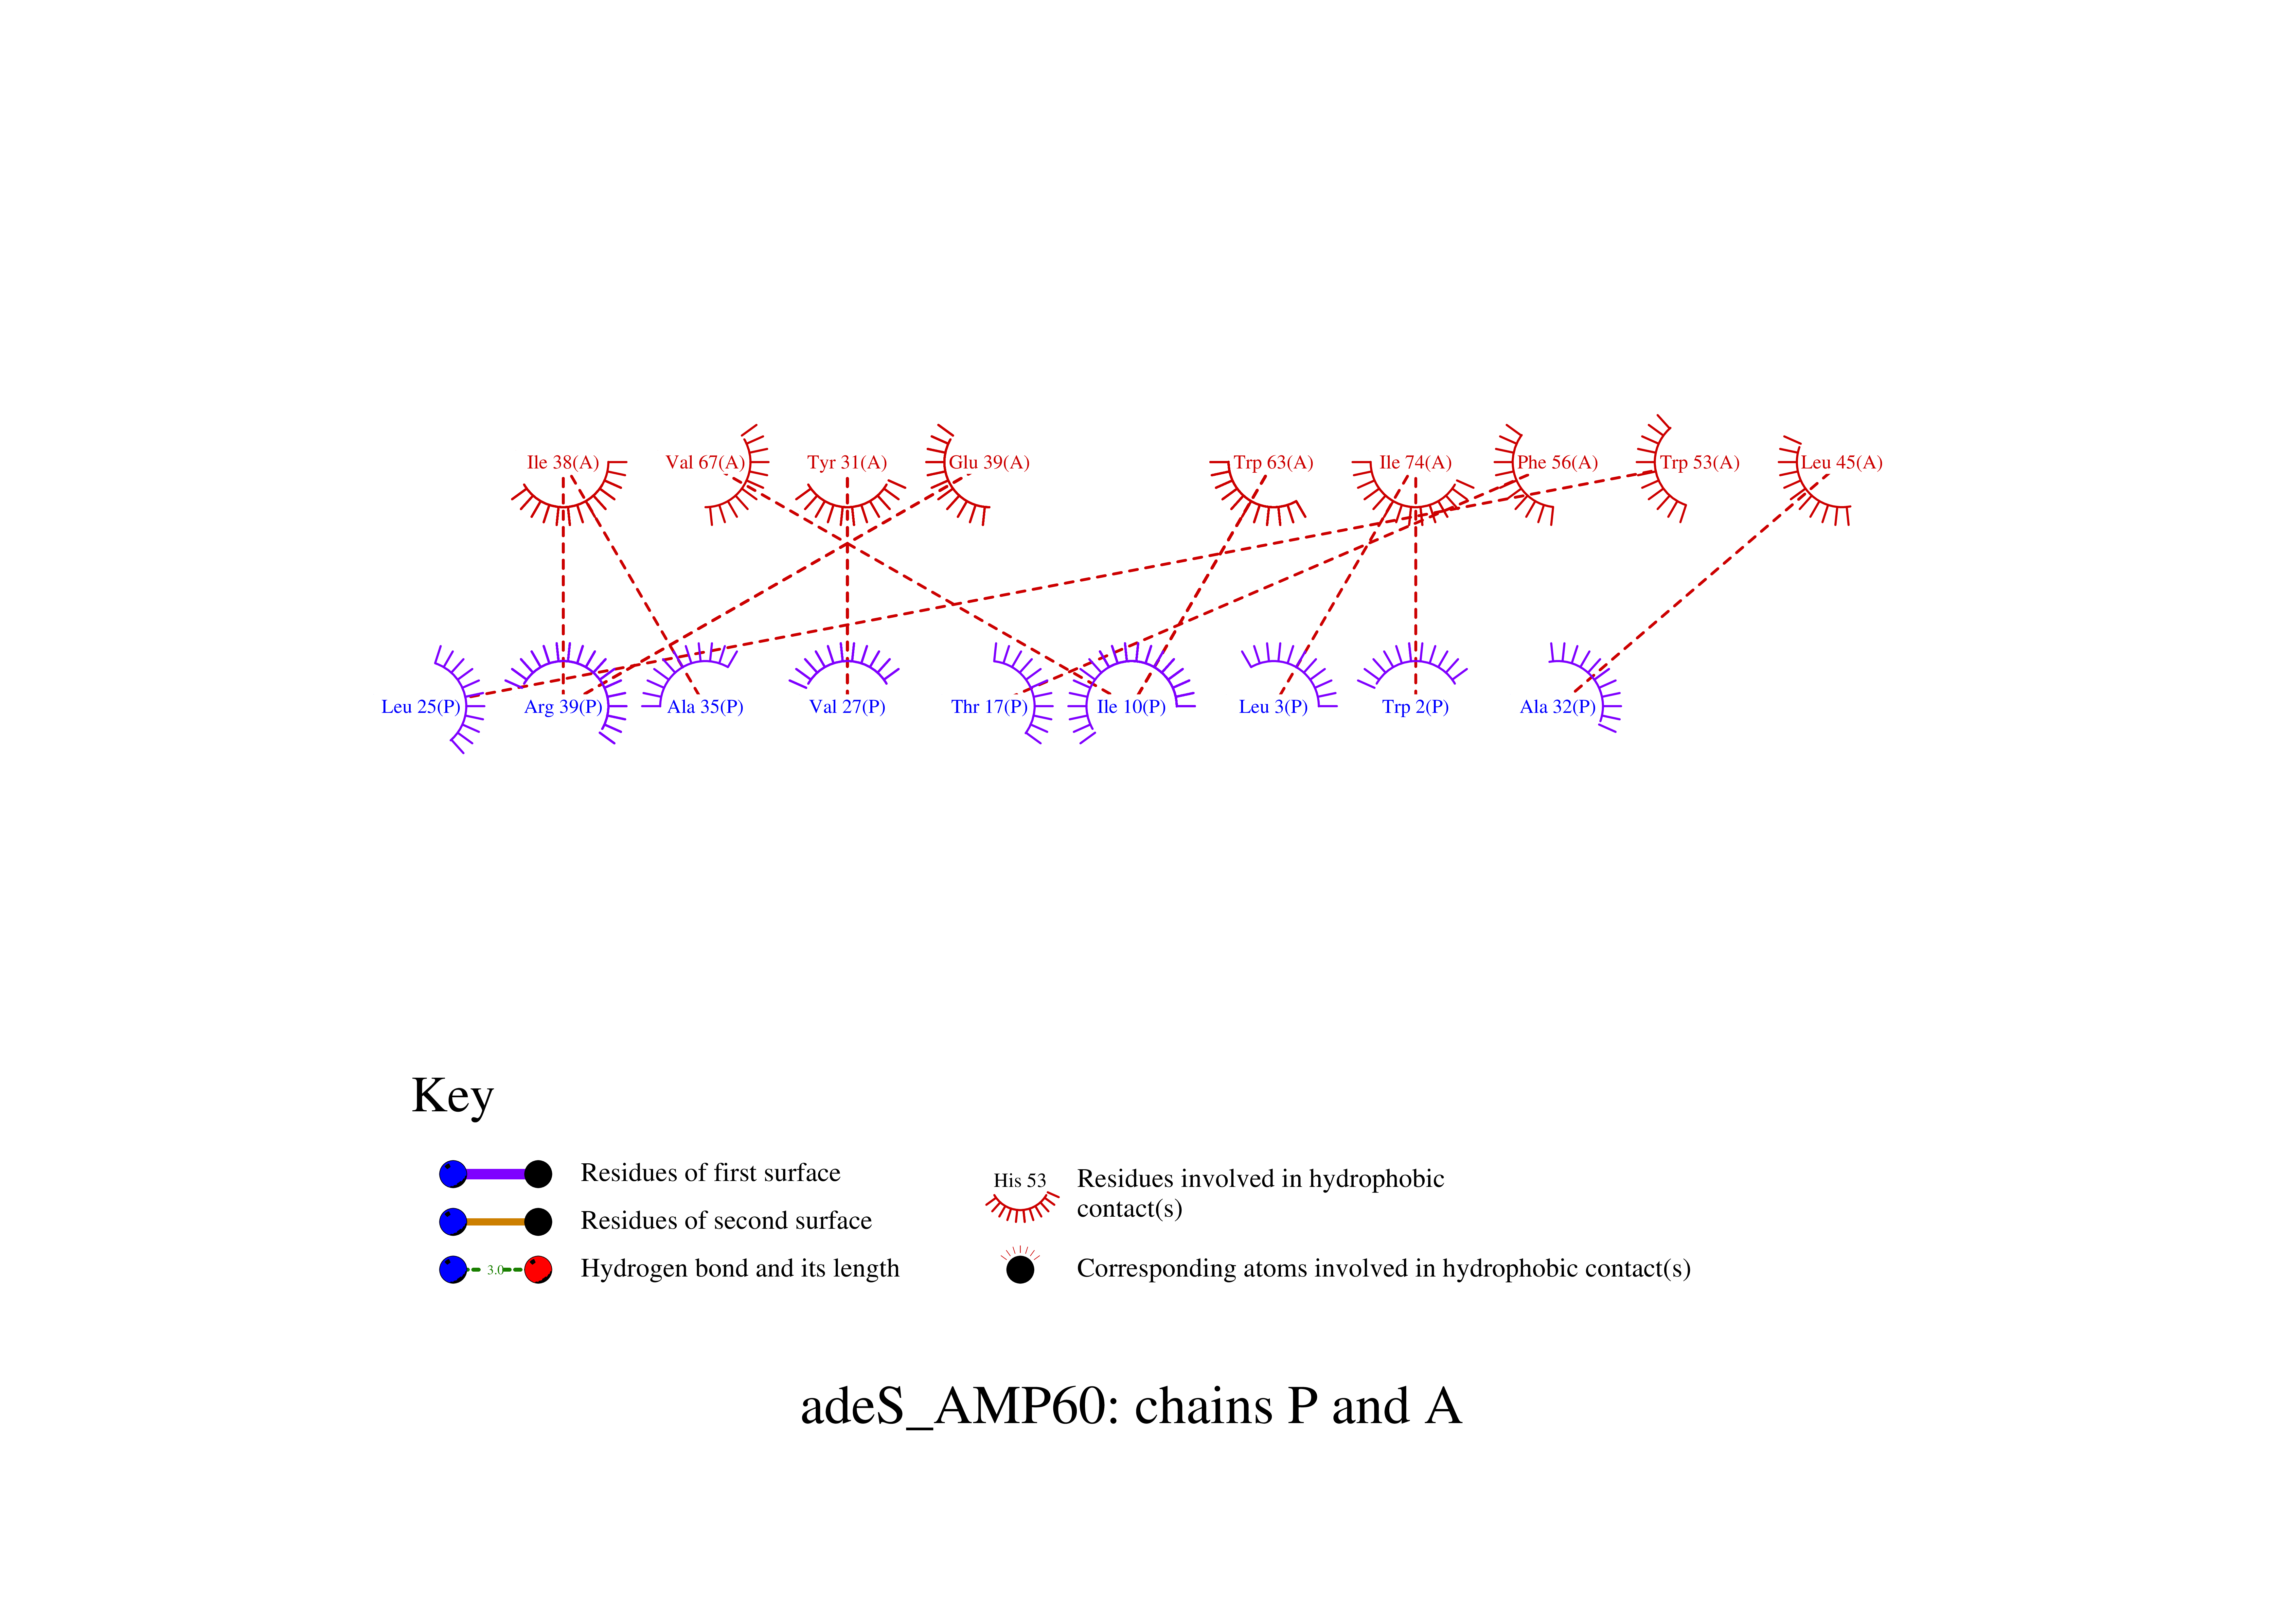 Ile 38(A) Val 67(A) Tyr 31(A) Glu 39(A) Trp 63(A) Ile 74(A) Phe 56(A) Trp 53(A) Leu 45(A)
Leu 25(P) Arg 39(P) Ala 35(P) Val 27(P) Thr 17(P) Ile 10(P) Leu 3(P) Trp 2(P) Ala 32(P)
Key
Residues of first surface
Residues of second surface
3.0 Hydrogen bond and its length
His 53 Residues involved in hydrophobic
contact(s)
Corresponding atoms involved in hydrophobic contact(s)
adeS_AMP60: chains P and A